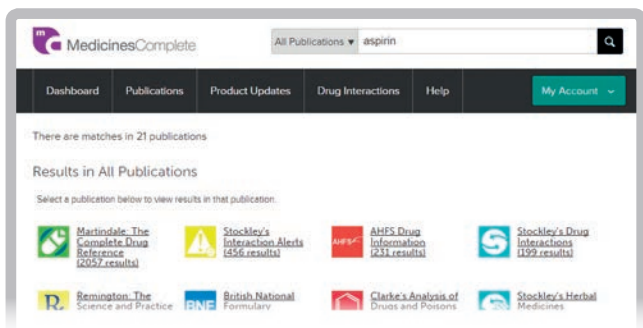 m
MedicinesComplete
All Publications ▾ aspirin
Dashboard Publications Product Updates Drug Interactions Help My Account
There are matches in 21 publications
Results in All Publications
Select a publication below to view results in that publication.
Martindale: The
Complete Drug
Reference
(2057 results)
Stockley's
Interaction Alerts
(456 results)
AHFS
AHFS Drug
Information
(231 results)
Stockley's Drug
Interactions
(199 results)
R
Remington: The
Science and Practice
BNF
British National
Formulary
Clarke's Analysis of
Drugs and Poisons
Stockley's Herbal
Medicines